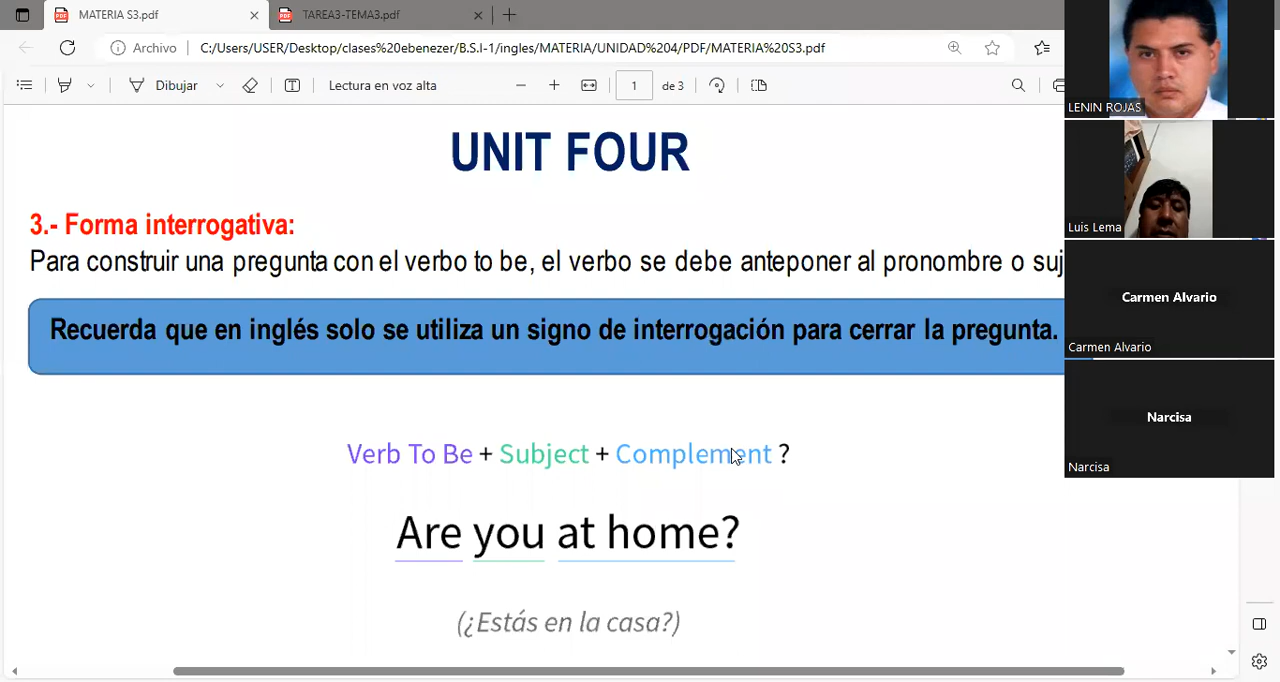 MATERIA S3.pdf
TAREA3-TEMA3.pdf
Archivo
C:/Users/USER/Desktop/clases%20ebenezer/B.S.I-1/ingles/MATERIA/UNIDAD%204/PDF/MATERIA%20S3.pdf
Dibujar
Lectura en voz alta
1
de 3
UNIT FOUR
3.- Forma interrogativa:
Para construir una pregunta con el verbo to be, el verbo se debe anteponer al pronombre o suj
Recuerda que en inglés solo se utiliza un signo de interrogación para cerrar la pregunta.
Verb To Be + Subject + Complement ?
Are you at home?
(¿Estás en la casa?)
LENIN ROJAS
Luis Lema
Carmen Alvario
Carmen Alvario
Narcisa
Narcisa